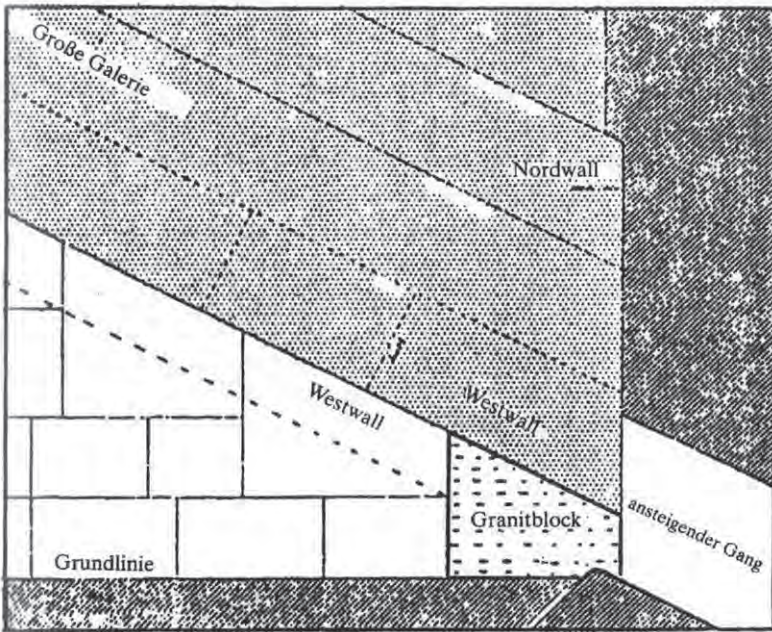 Große Galerie
Nordwall
Westwall
Westwall
Granitblock
ansteigender Gang
Grundlinie